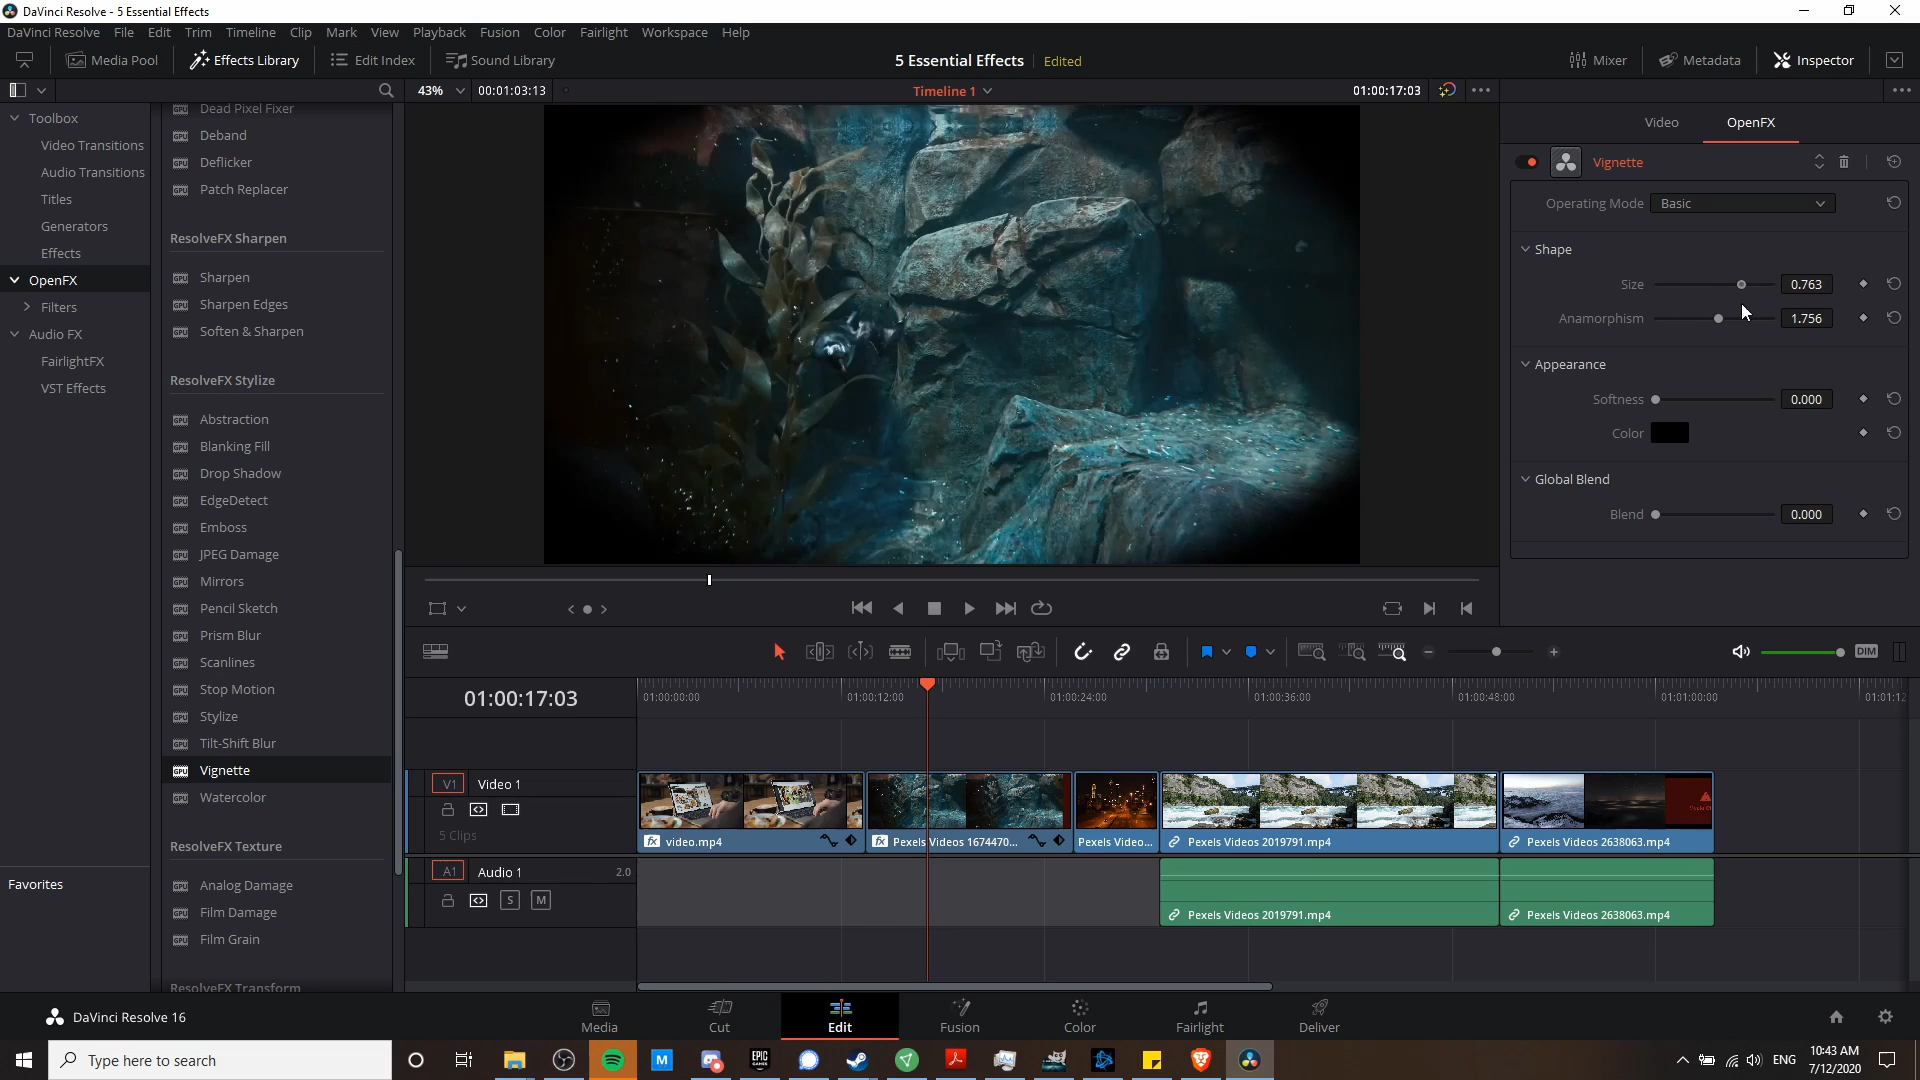 DaVinci Resolve - 5 Essential Effects
DaVinci Resolve File Edit Trim Timeline Clip Mark View Playback Fusion Color Fairlight Workspace Help
Media Pool Effects Library Edit Index Sound Library 5 Essential Effects Edited Mixer Metadata Inspector
43% 00:01:03:13 Timeline 1 01:00:17:03
Toolbox
Video Transitions
Audio Transitions
Titles
Generators
Effects
OpenFX
Filters
Audio FX
FairlightFX
VST Effects
Favorites
Dead Pixel Fixer
Deband
Deflicker
Patch Replacer
ResolveFX Sharpen
Sharpen
Sharpen Edges
Soften & Sharpen
ResolveFX Stylize
Abstraction
Blanking Fill
Drop Shadow
EdgeDetect
Emboss
JPEG Damage
Mirrors
Pencil Sketch
Prism Blur
Scanlines
Stop Motion
Stylize
Tilt-Shift Blur
Vignette
Watercolor
ResolveFX Texture
Analog Damage
Film Damage
Film Grain
ResolveFX Transform
Video OpenFX
Vignette
Operating Mode Basic
Shape
Size 0.763
Anamorphism 1.756
Appearance
Softness 0.000
Color
Global Blend
Blend 0.000
DIM
01:00:17:03
01:00:00:00 01:00:12:00 01:00:24:00 01:00:36:00 01:00:48:00 01:01:00:00 01:01:12
V1 Video 1
5 Clips
fx video.mp4 fx Pexels Videos 1674470... Pexels Video... Pexels Videos 2019791.mp4 Pexels Videos 2638063.mp4
A1 Audio 1 2.0
S M
Pexels Videos 2019791.mp4 Pexels Videos 2638063.mp4
DaVinci Resolve 16
Media Cut Edit Fusion Color Fairlight Deliver
Type here to search
M
EPIC GAMES
ENG
10:43 AM
7/12/2020